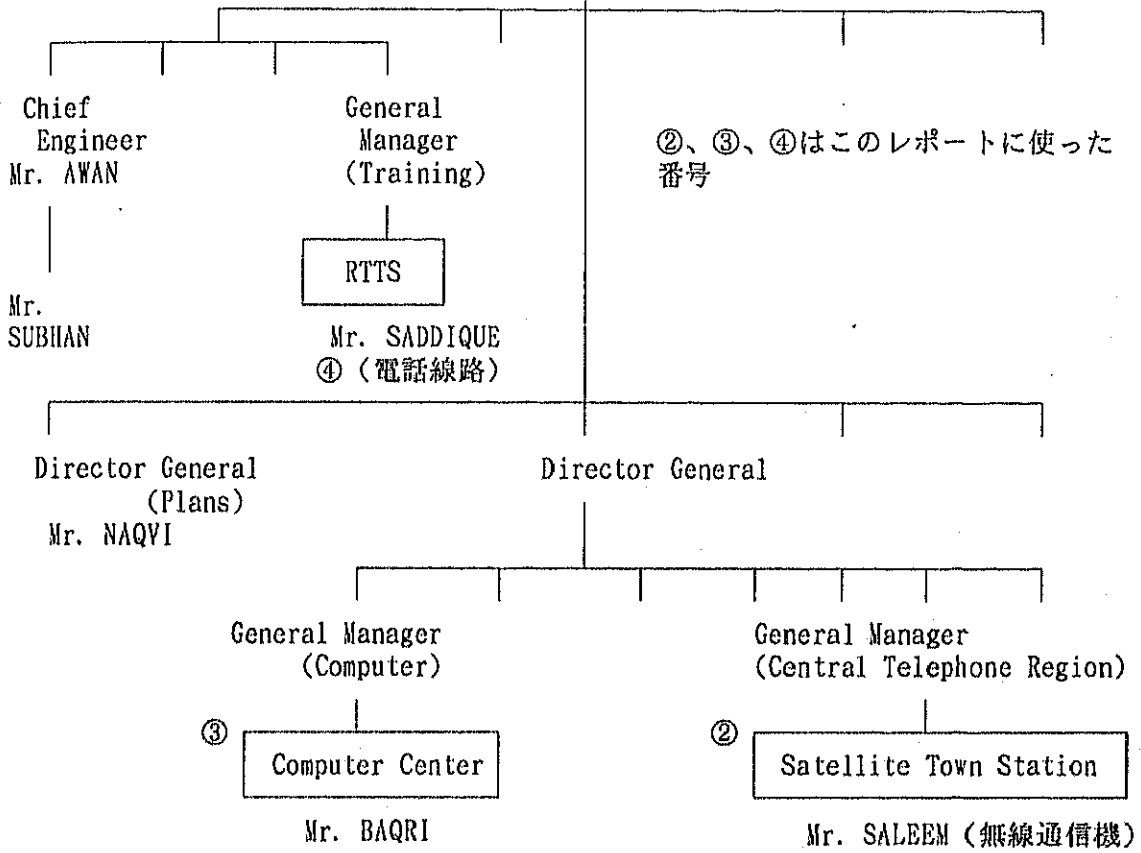 Chief
Engineer
Mr. AWAN
General
Manager
(Training)
②、③、④はこのレポートに使った
番号
RTTS
Mr.
SUBHAN
Mr. SADDIQUE
④（電話線路）
Director General
(Plans)
Mr. NAQVI
Director General
General Manager
(Computer)
General Manager
(Central Telephone Region)
③
Computer Center
②
Satellite Town Station
Mr. BAQRI
Mr. SALEEM（無線通信機）